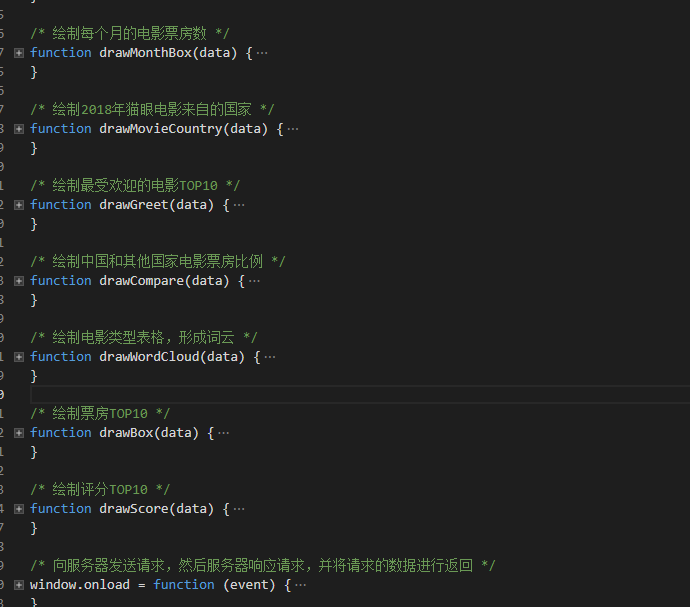 }
/* 绘制每个月的电影票房数 */
function drawMonthBox(data) {…
}
/* 绘制2018年猫眼电影来自的国家 */
function drawMovieCountry(data) {…
}
/* 绘制最受欢迎的电影TOP10 */
function drawGreet(data) {…
}
/* 绘制中国和其他国家电影票房比例 */
function drawCompare(data) {…
}
/* 绘制电影类型表格，形成词云 */
function drawWordCloud(data) {…
}
/* 绘制票房TOP10 */
function drawBox(data) {…
}
/* 绘制评分TOP10 */
function drawScore(data) {…
}
/* 向服务器发送请求，然后服务器响应请求，并将请求的数据进行返回 */
window.onload = function (event) {…
}